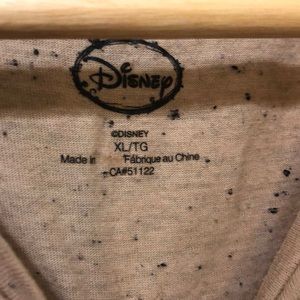 Disney
©DISNEY
XL/TG
Made in Fabriqué au Chine
CA#51122